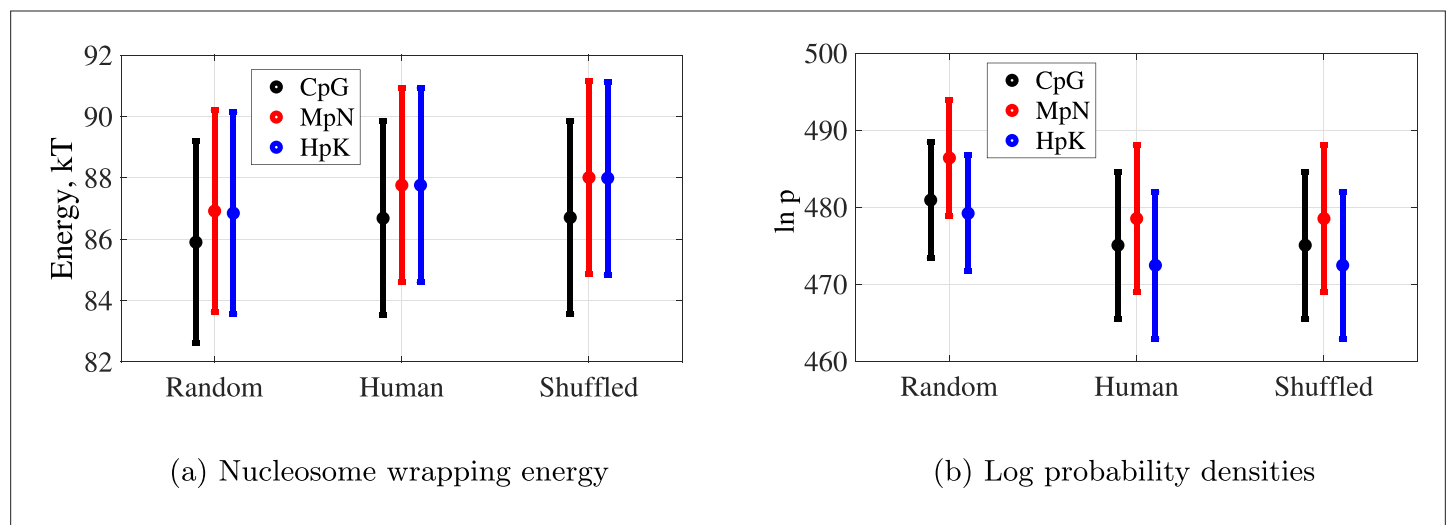 92
90
88
86
84
82
Energy, kT
CpG
MpN
HpK
Random Human Shuffled
(a) Nucleosome wrapping energy
500
490
480
470
460
ln p
CpG
MpN
HpK
Random Human Shuffled
(b) Log probability densities